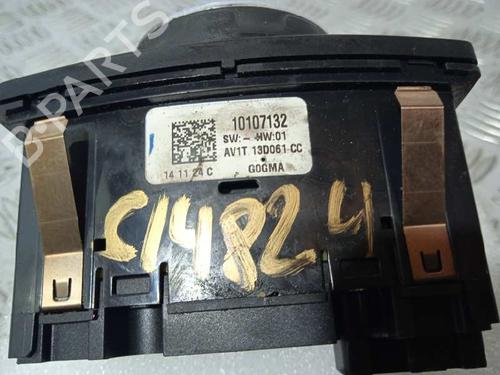 10107132
SW:- HW:01
AV1T 13D061-CC
14 11 24 C
GOGMA
C14824
B-PARTS